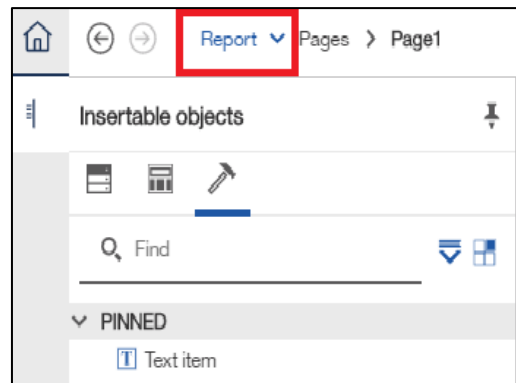 Report Pages > Page1
Insertable objects
Find
PINNED
Text item